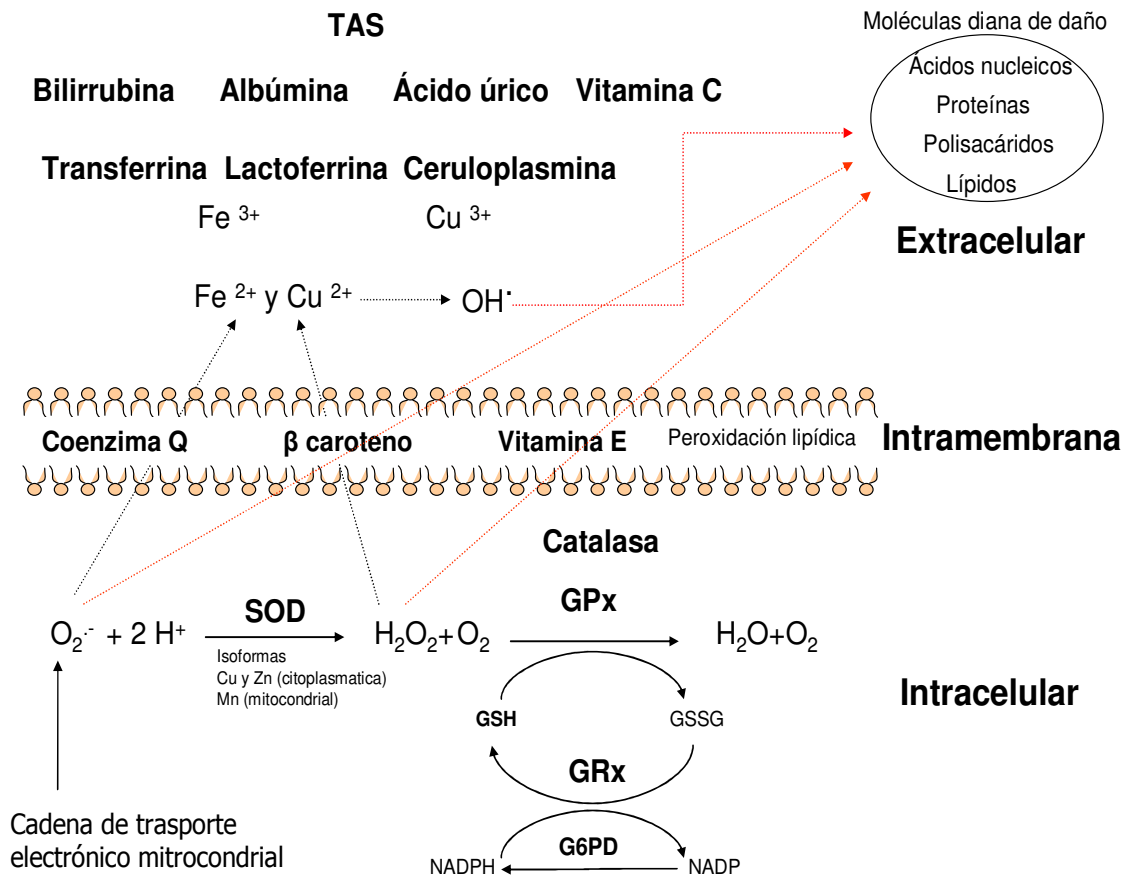 TAS
Moléculas diana de daño
Bilirrubina Albúmina Ácido úrico Vitamina C
Ácidos nucleicos
Proteínas
Polisacáridos
Lípidos
Transferrina Lactoferrina Ceruloplasmina
Fe 3+ Cu 3+
Extracelular
Fe 2+ y Cu 2+ OH·
Coenzima Q β caroteno Vitamina E Peroxidación lipídica Intramembrana
Catalasa
SOD GPx
O2·- + 2 H+ H2O2+O2 H2O+O2
Isoformas
Cu y Zn (citoplasmatica)
Mn (mitocondrial)
Intracelular
GSH GSSG
GRx
Cadena de trasporte
electrónico mitrocondrial
G6PD
NADPH NADP